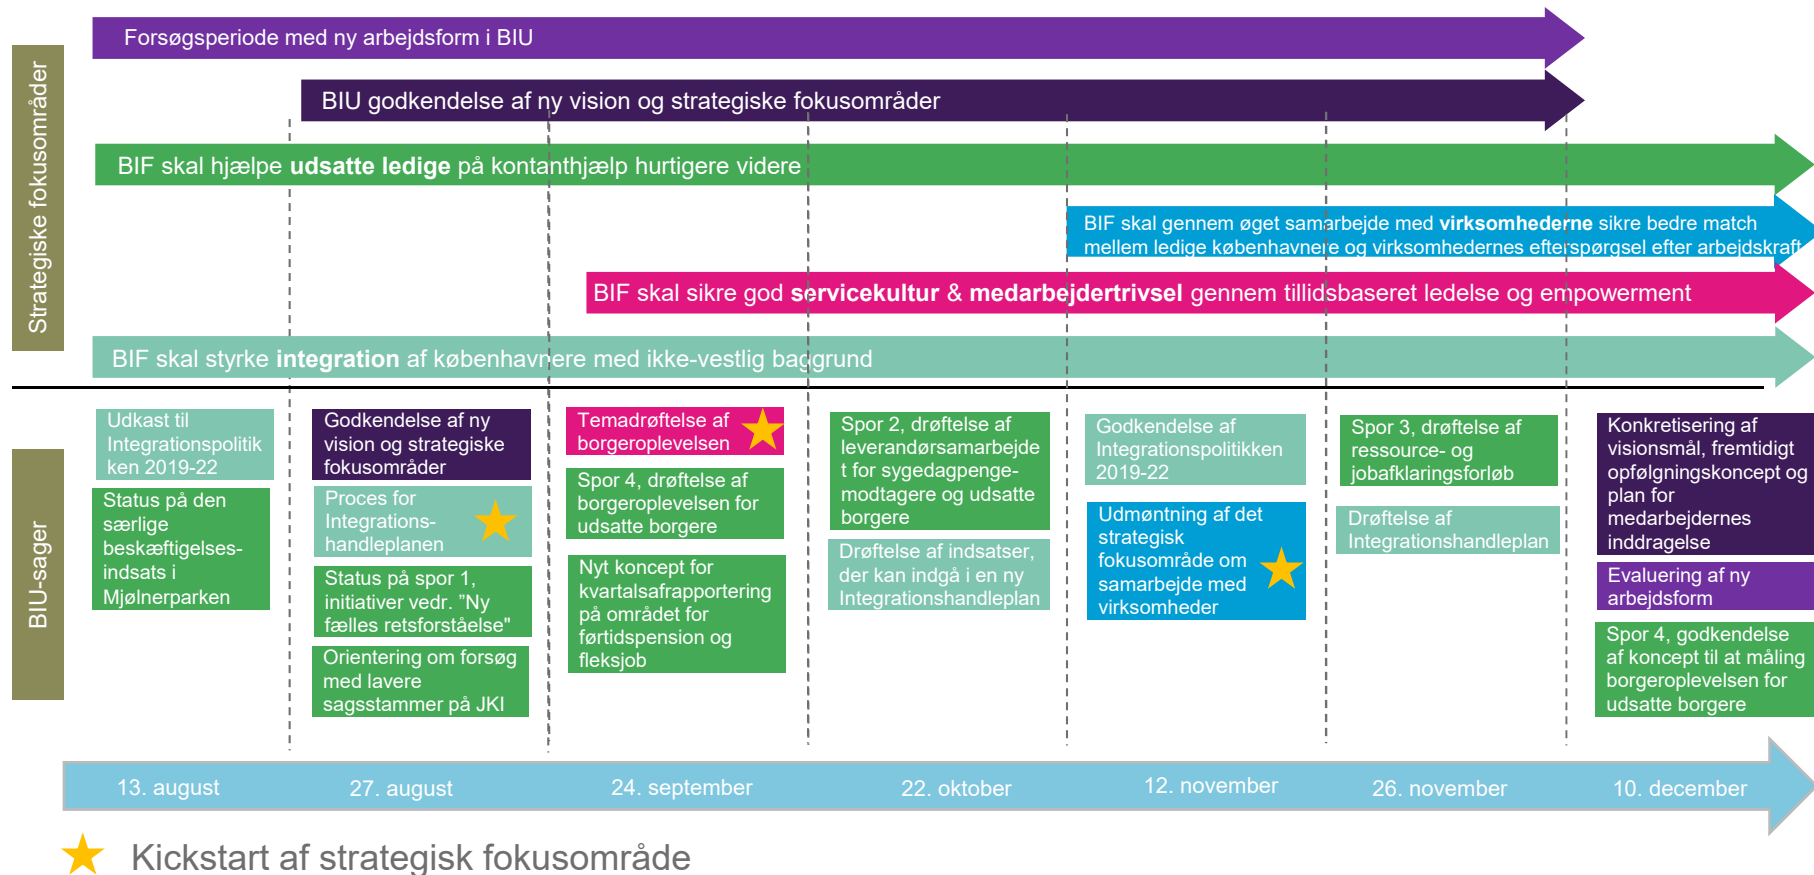 Strategiske fokusområder
Forsøgsperiode med ny arbejdsform i BIU
BIU godkendelse af ny vision og strategiske fokusområder
BIF skal hjælpe udsatte ledige på kontanthjælp hurtigere videre
BIF skal gennem øget samarbejde med virksomhederne sikre bedre match
mellem ledige københavnere og virksomhedernes efterspørgsel efter arbejdskraft
BIF skal sikre god servicekultur & medarbejdertrivsel gennem tillidsbaseret ledelse og empowerment
BIF skal styrke integration af københavnere med ikke-vestlig baggrund
BIU-sager
Udkast til
Integrationspolitik
ken 2019-22
Status på den
særlige
beskæftigelses-
indsats i
Mjølnerparken
Godkendelse af ny
vision og strategiske
fokusområder
Proces for
Integrations-
handleplanen
Status på spor 1,
initiativer vedr. ”Ny
fælles retsforståelse"
Orientering om forsøg
med lavere
sagsstammer på JKI
Temadrøftelse af
borgeroplevelsen
Spor 4, drøftelse af
borgeroplevelsen for
udsatte borgere
Nyt koncept for
kvartalsafrapportering
på området for
førtidspension og
fleksjob
Spor 2, drøftelse af
leverandørsamarbejde
t for sygedagpenge-
modtagere og udsatte
borgere
Drøftelse af indsatser,
der kan indgå i en ny
Integrationshandleplan
Godkendelse af
Integrationspolitikken
2019-22
Udmøntning af det
strategisk
fokusområde om
samarbejde med
virksomheder
Spor 3, drøftelse af
ressource- og
jobafklaringsforløb
Drøftelse af
Integrationshandleplan
Konkretisering af
visionsmål, fremtidigt
opfølgningskoncept og
plan for
medarbejdernes
inddragelse
Evaluering af ny
arbejdsform
Spor 4, godkendelse
af koncept til at måling
borgeroplevelsen for
udsatte borgere
13. august
27. august
24. september
22. oktober
12. november
26. november
10. december
Kickstart af strategisk fokusområde